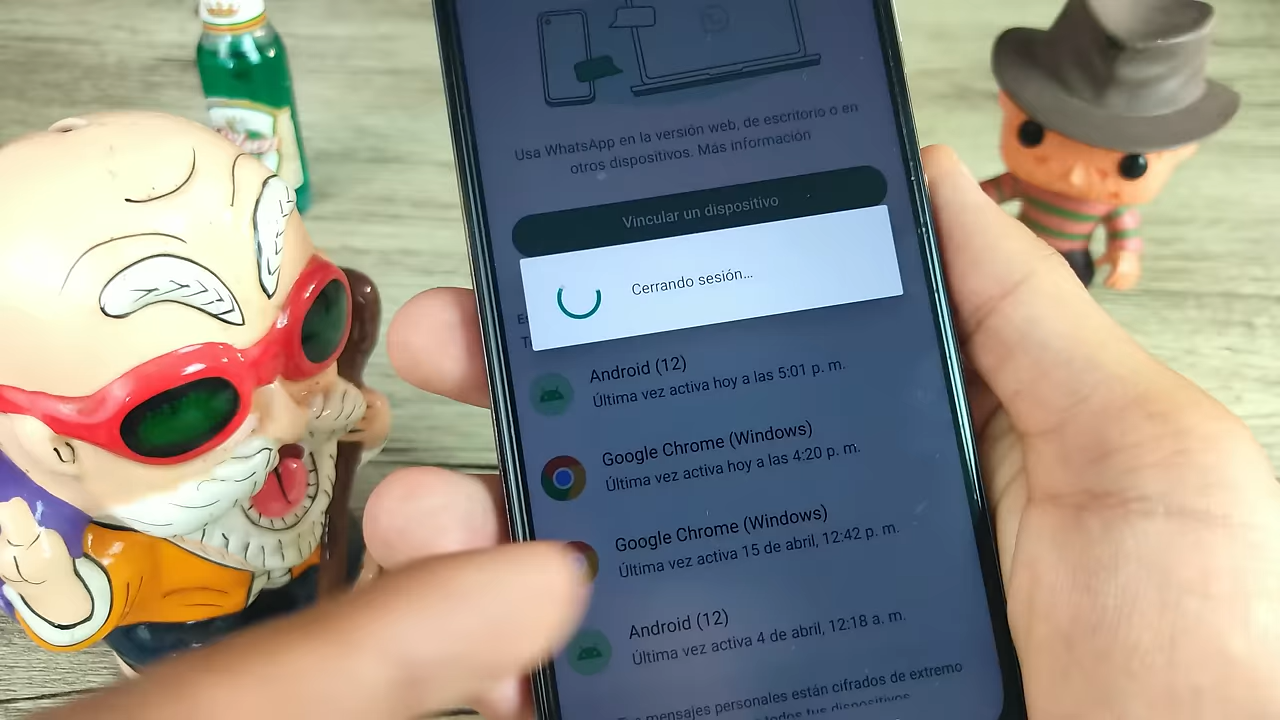 Usa WhatsApp en la versión web, de escritorio o en
otros dispositivos. Más información
Vincular un dispositivo
Cerrando sesión...
Android (12)
Última vez activa hoy a las 5:01 p. m.
Google Chrome (Windows)
Última vez activa hoy a las 4:20 p. m.
Google Chrome (Windows)
Última vez activa 15 de abril, 12:42 p. m.
Android (12)
Última vez activa 4 de abril, 12:18 a. m.
mensajes personales están cifrados de extremo
todos tus dispositivos.